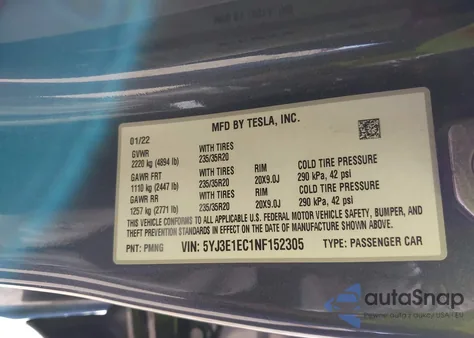 MFD BY TESLA, INC.
01/22
GVWR WITH TIRES
2220 kg (4894 lb) 235/35R20
GAWR FRT WITH TIRES RIM COLD TIRE PRESSURE
1110 kg (2447 lb) 235/35R20 20X9.0J 290 kPa, 42 psi
GAWR RR WITH TIRES RIM COLD TIRE PRESSURE
1257 kg (2771 lb) 235/35R20 20X9.0J 290 kPa, 42 psi
THIS VEHICLE CONFORMS TO ALL APPLICABLE U.S. FEDERAL MOTOR VEHICLE SAFETY, BUMPER, AND
THEFT PREVENTION STANDARDS IN EFFECT ON THE DATE OF MANUFACTURE SHOWN ABOVE.
PNT: PMNG VIN: 5YJ3E1EC1NF152305 TYPE: PASSENGER CAR
autoSnap